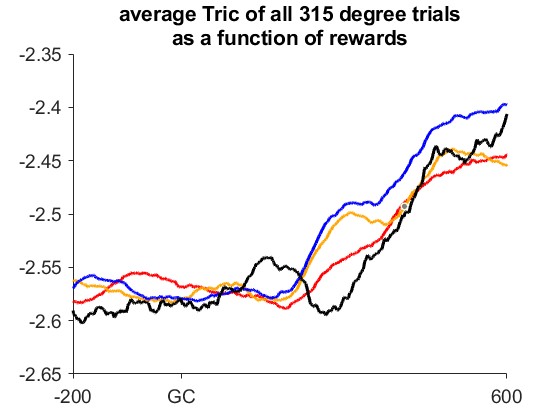 average Tric of all 315 degree trials
as a function of rewards
-2.35
-2.4
-2.45
-2.5
-2.55
-2.6
-2.65
-200 GC 600